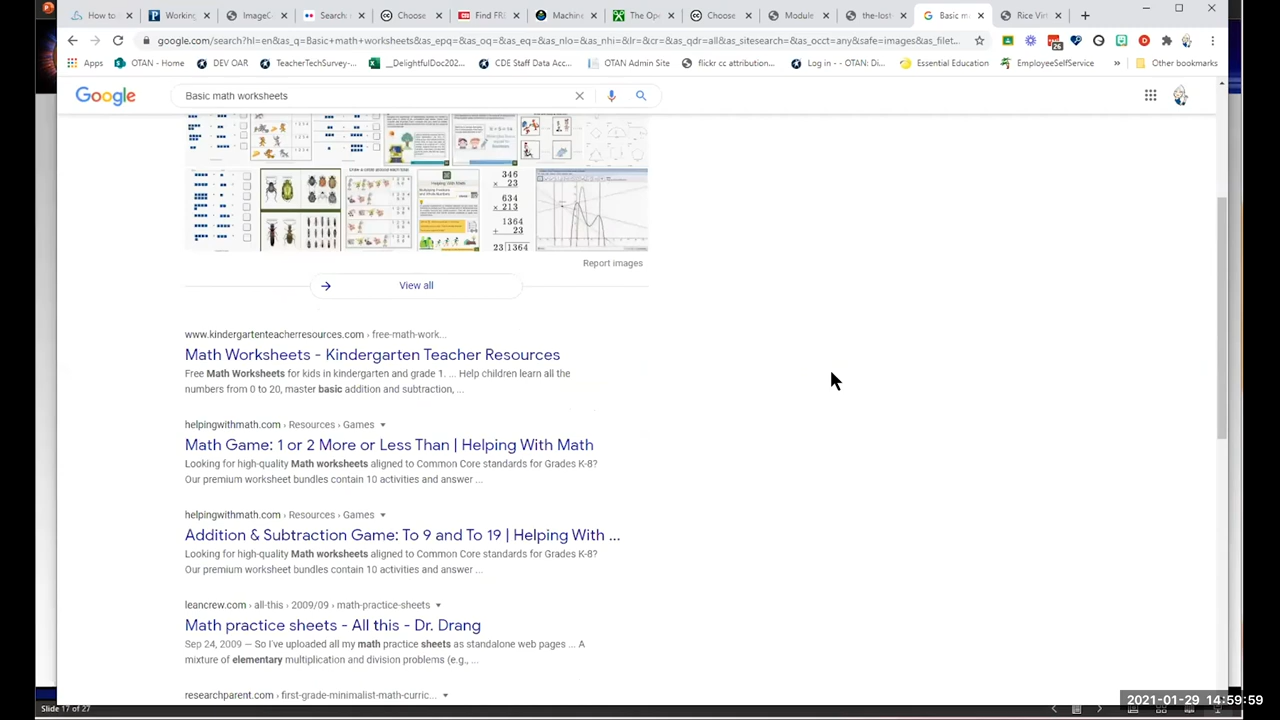 How to
Working
ImageC
Search
Choose
Find FRE
Machine
The Ope
Choose
Module
the-lost
Basic m
Rice Virt
google.com/search?hl=en&as_q=Basic+math+worksheets&as_epq=&as_oq=&as_eq=&as_nlo=&as_nhi=&lr=&cr=&as_qdr=all&as_sitesearch=&as_occt=any&safe=images&as_filet...
26
Apps
OTAN - Home
DEV OAR
TeacherTechSurvey-...
_DelightfulDoc202...
CDE Staff Data Acc...
OTAN Admin Site
flickr cc attribution...
Log in - - OTAN: Di...
Essential Education
EmployeeSelfService
»
Other bookmarks
Google
Basic math worksheets
346
× 23
634
× 213
1364
+ 23
23|1364
Report images
View all
www.kindergartenteacherresources.com › free-math-work...
Math Worksheets - Kindergarten Teacher Resources
Free Math Worksheets for kids in kindergarten and grade 1. ... Help children learn all the
numbers from 0 to 20, master basic addition and subtraction, ...
helpingwithmath.com › Resources › Games
Math Game: 1 or 2 More or Less Than | Helping With Math
Looking for high-quality Math worksheets aligned to Common Core standards for Grades K-8?
Our premium worksheet bundles contain 10 activities and answer ...
helpingwithmath.com › Resources › Games
Addition & Subtraction Game: To 9 and To 19 | Helping With ...
Looking for high-quality Math worksheets aligned to Common Core standards for Grades K-8?
Our premium worksheet bundles contain 10 activities and answer ...
leancrew.com › all-this › 2009/09 › math-practice-sheets
Math practice sheets - All this - Dr. Drang
Sep 24, 2009 — So I've uploaded all my math practice sheets as standalone web pages ... A
mixture of elementary multiplication and division problems (e.g., ...
researchparent.com › first-grade-minimalist-math-curric...
Slide 17 of 27
2021-01-29 14:59:59